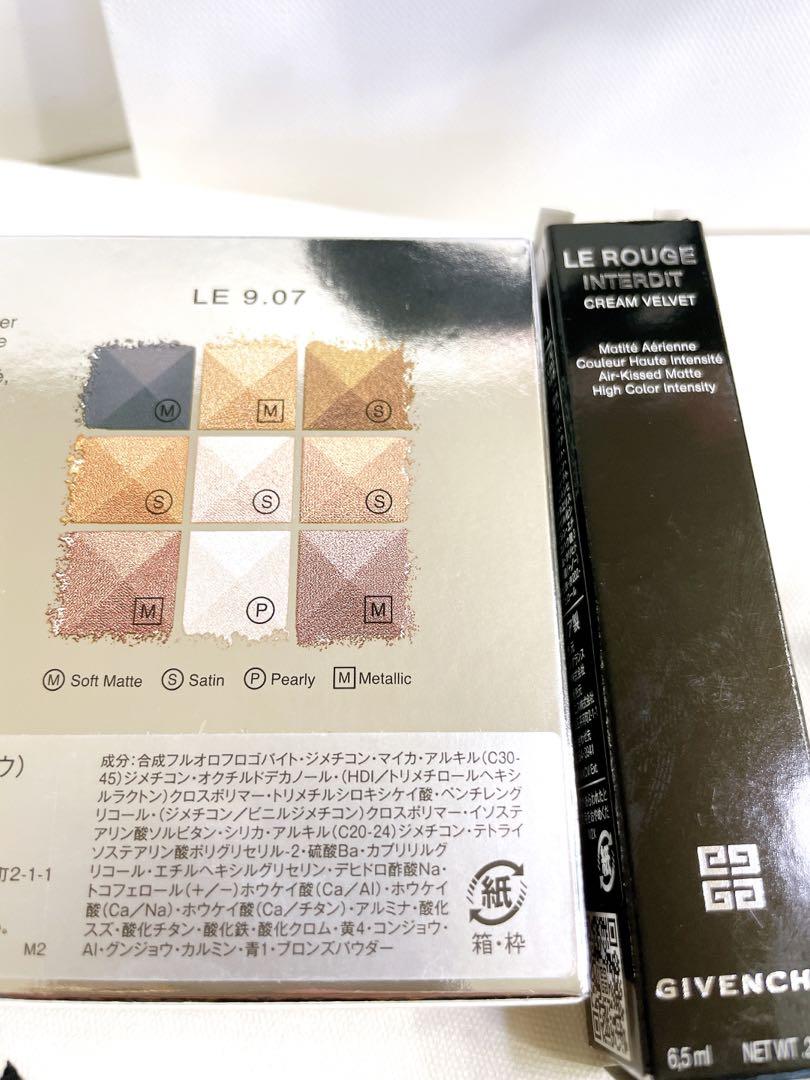 LE 9.07
M
M
S
S
S
S
M
P
M
M Soft Matte S Satin P Pearly M Metallic
成分：合成フルオロフロゴパイト・ジメチコン・マイカ・アルキル(C30-
45)ジメチコン・オクチルドデカノール・(HDI/トリメチロールヘキシ
ルラクトン)クロスポリマー・トリメチルシロキシケイ酸・ペンチレング
リコール・(ジメチコン/ビニルジメチコン)クロスポリマー・イソステ
アリン酸ソルビタン・シリカ・アルキル(C20-24)ジメチコン・テトライ
ソステアリン酸ポリグリセリル-2・硫酸Ba・カプリリルグ
リコール・エチルヘキシルグリセリン・デヒドロ酢酸Na・
トコフェロール(+/-)ホウケイ酸(Ca/Al)・ホウケイ
酸(Ca/Na)・ホウケイ酸(Ca/チタン)・アルミナ・酸化
スズ・酸化チタン・酸化鉄・酸化クロム・黄4・コンジョウ・
Al・グンジョウ・カルミン・青1・ブロンズパウダー
紙
箱・枠
町2-1-1
M2
LE ROUGE
INTERDIT
CREAM VELVET
Matité Aérienne
Couleur Haute Intensité
Air-Kissed Matte
High Color Intensity
紙
GIVENCH
6,5ml NET WT.